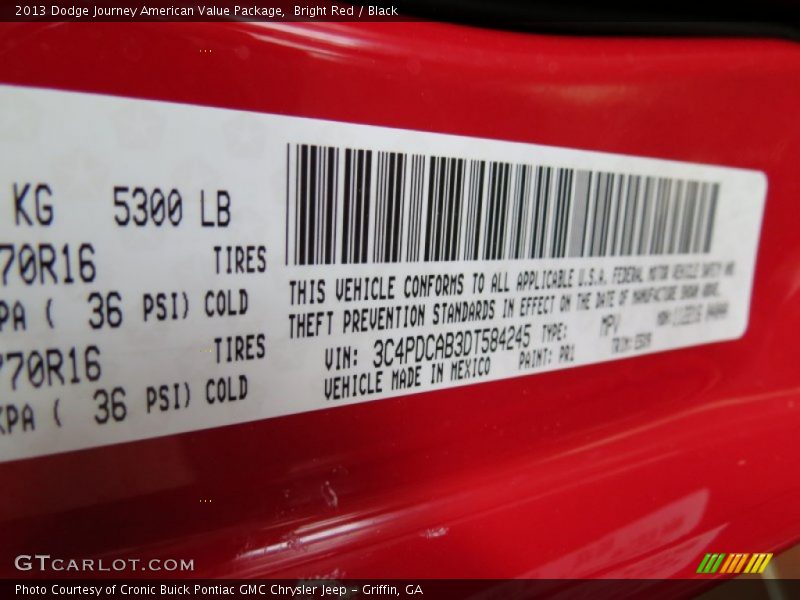 2013 Dodge Journey American Value Package, Bright Red / Black
KG 5300 LB
70R16 TIRES
PA ( 36 PSI) COLD
70R16 TIRES
KPA ( 36 PSI) COLD
THIS VEHICLE CONFORMS TO ALL APPLICABLE U.S.A. FEDERAL MOTOR VEHICLE SAFETY AND
THEFT PREVENTION STANDARDS IN EFFECT ON THE DATE OF MANUFACTURE SHOWN ABOVE.
VIN: 3C4PDCAB3DT584245 TYPE: MPV
VEHICLE MADE IN MEXICO PAINT: PR1 TRIM:
GTCARLOT.COM
Photo Courtesy of Cronic Buick Pontiac GMC Chrysler Jeep - Griffin, GA